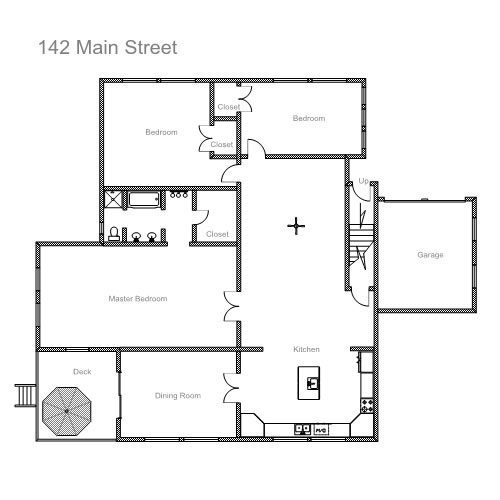 142 Main Street
Closet
Bedroom
Bedroom
Closet
Up
Closet
Garage
Master Bedroom
Kitchen
Deck
Dining Room